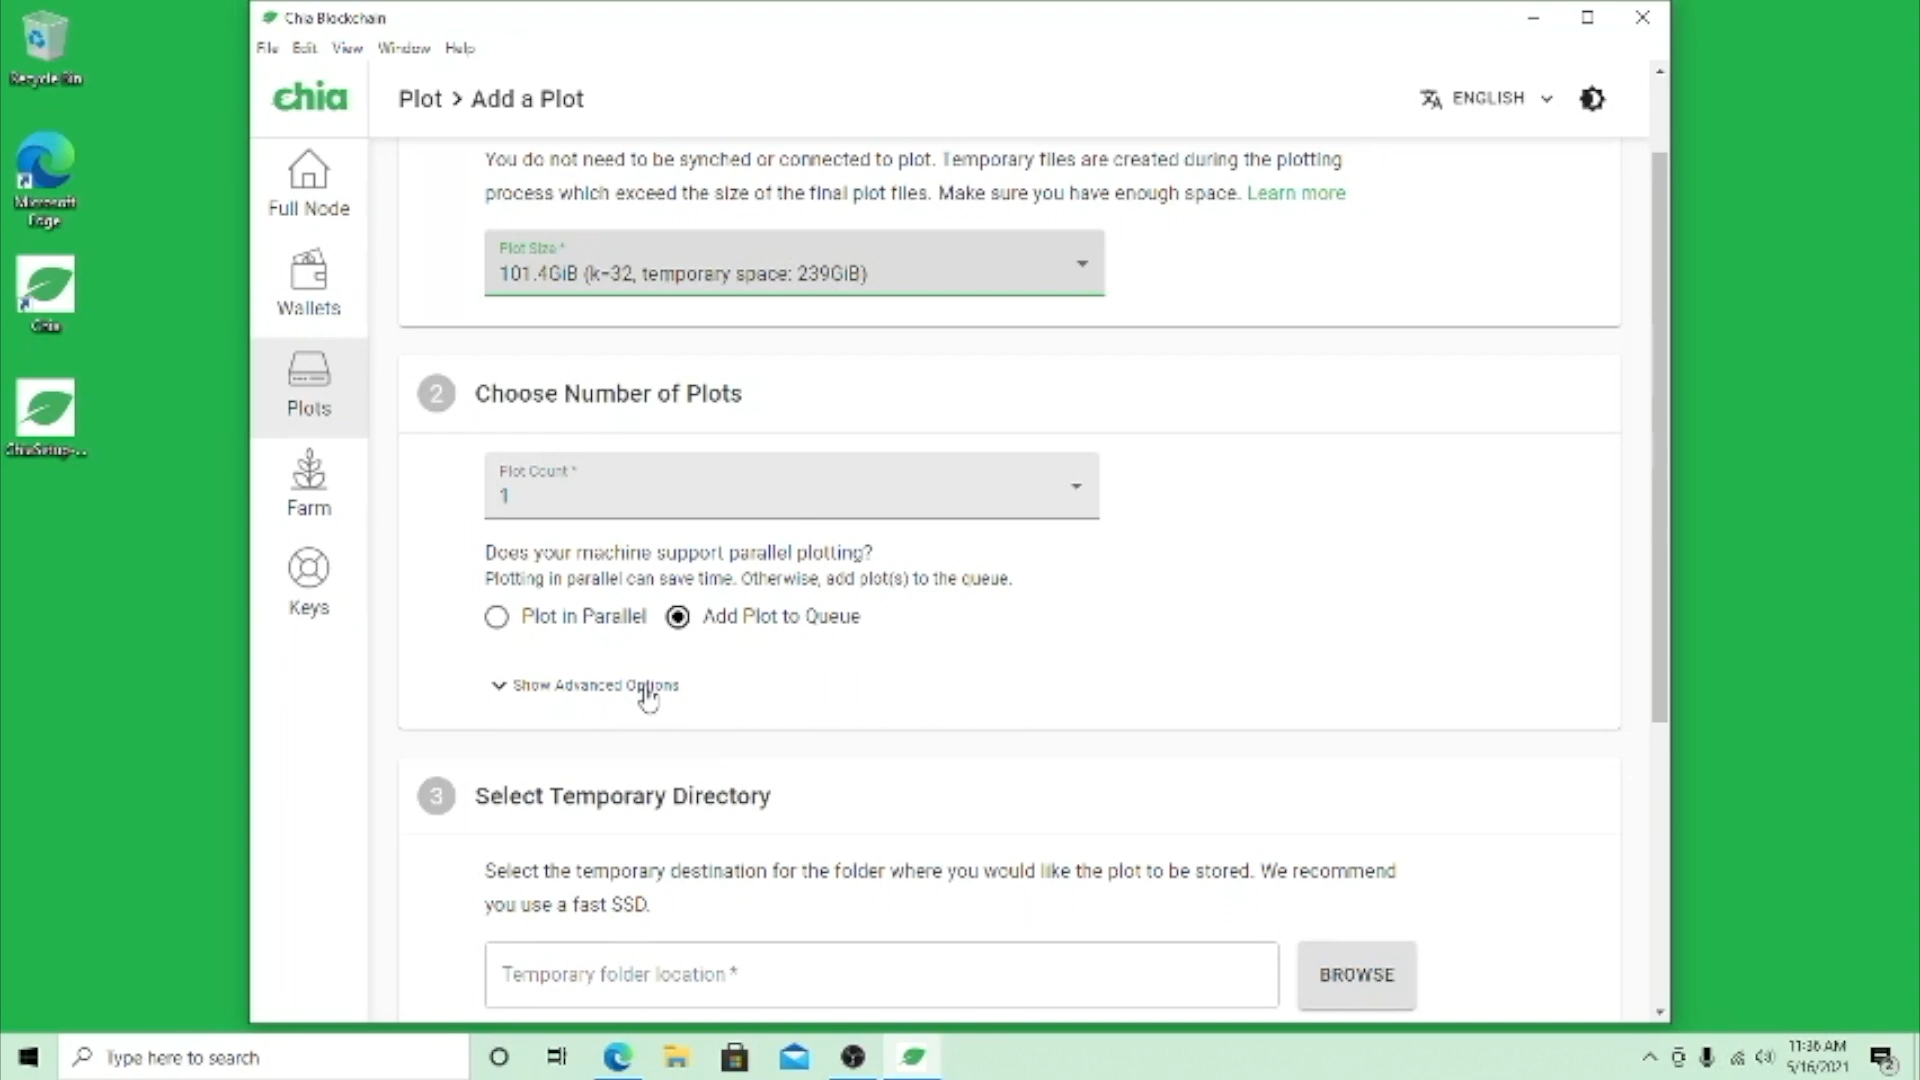 Recycle Bin
Microsoft
Edge
Chia
ChiaSetup-...
Chia Blockchain
File Edit View Window Help
chia
Plot > Add a Plot
ENGLISH
Full Node
Wallets
Plots
Farm
Keys
You do not need to be synched or connected to plot. Temporary files are created during the plotting
process which exceed the size of the final plot files. Make sure you have enough space. Learn more
Plot Size *
101.4GiB (k=32, temporary space: 239GiB)
2 Choose Number of Plots
Plot Count *
1
Does your machine support parallel plotting?
Plotting in parallel can save time. Otherwise, add plot(s) to the queue.
Plot in Parallel Add Plot to Queue
Show Advanced Options
3 Select Temporary Directory
Select the temporary destination for the folder where you would like the plot to be stored. We recommend
you use a fast SSD.
Temporary folder location *
BROWSE
Type here to search
11:36 AM
5/16/2021
2